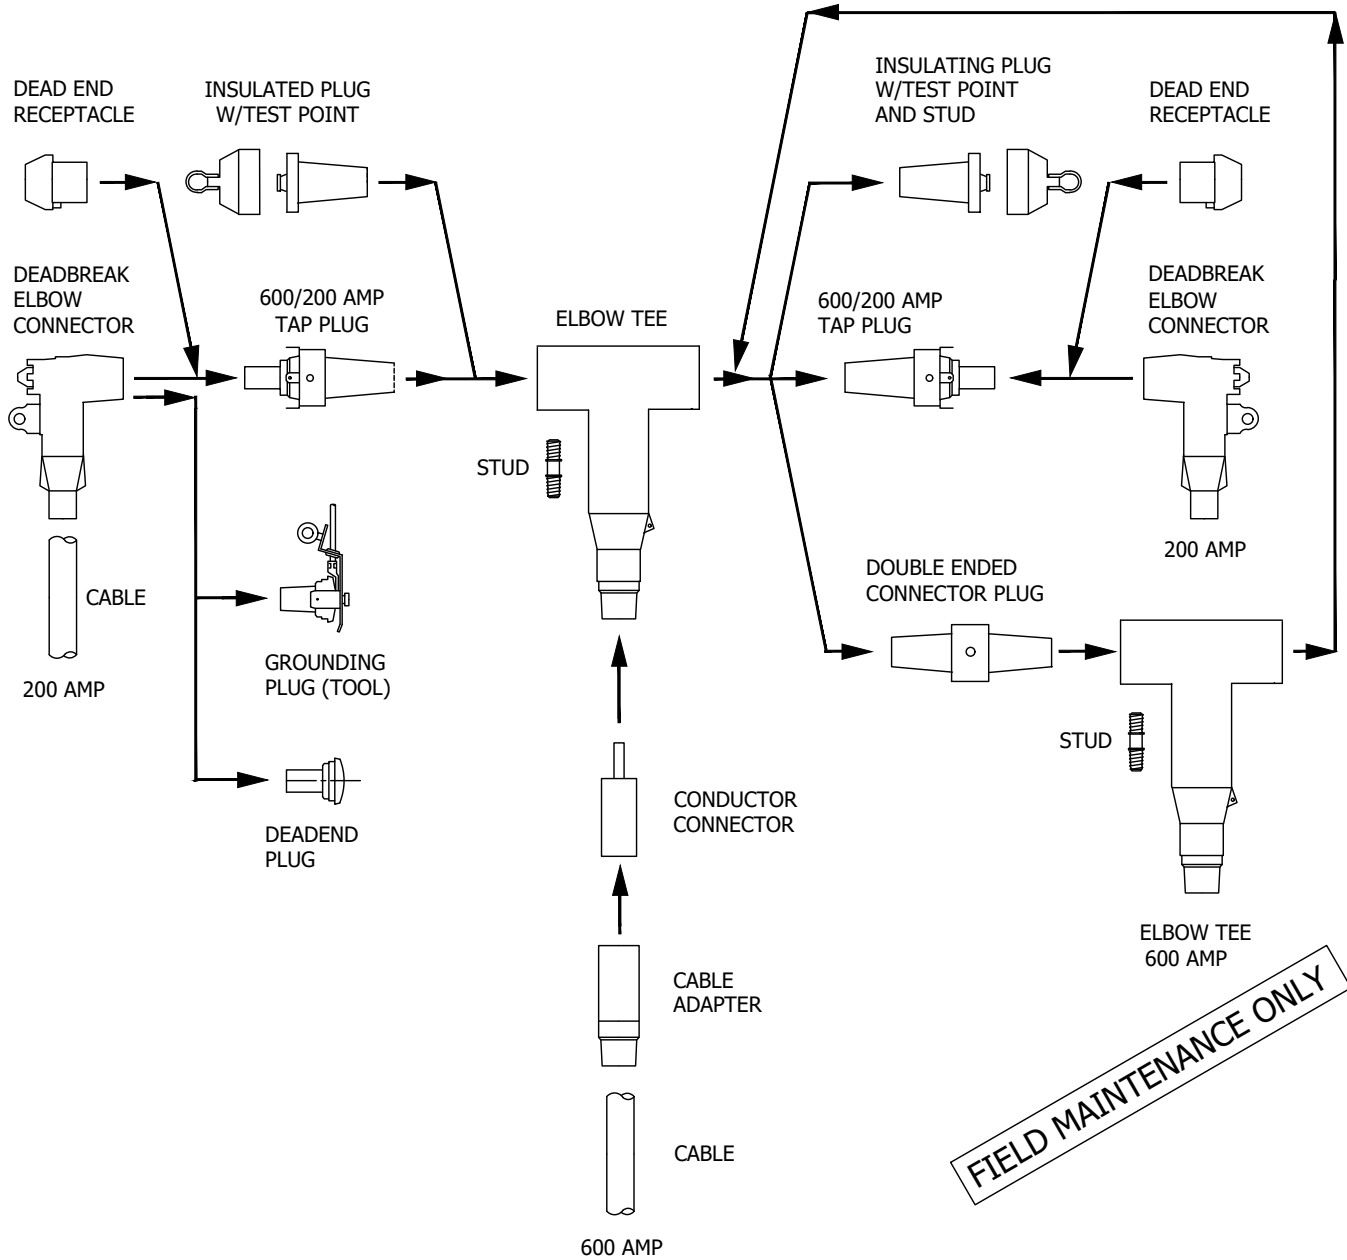 DEAD END
RECEPTACLE
INSULATED PLUG
W/TEST POINT
INSULATING PLUG
W/TEST POINT
AND STUD
DEAD END
RECEPTACLE
DEADBREAK
ELBOW
CONNECTOR
600/200 AMP
TAP PLUG
ELBOW TEE
600/200 AMP
TAP PLUG
DEADBREAK
ELBOW
CONNECTOR
STUD
200 AMP
CABLE
200 AMP
GROUNDING
PLUG (TOOL)
DOUBLE ENDED
CONNECTOR PLUG
STUD
DEADEND
PLUG
CONDUCTOR
CONNECTOR
ELBOW TEE
600 AMP
CABLE
ADAPTER
CABLE
600 AMP
FIELD MAINTENANCE ONLY